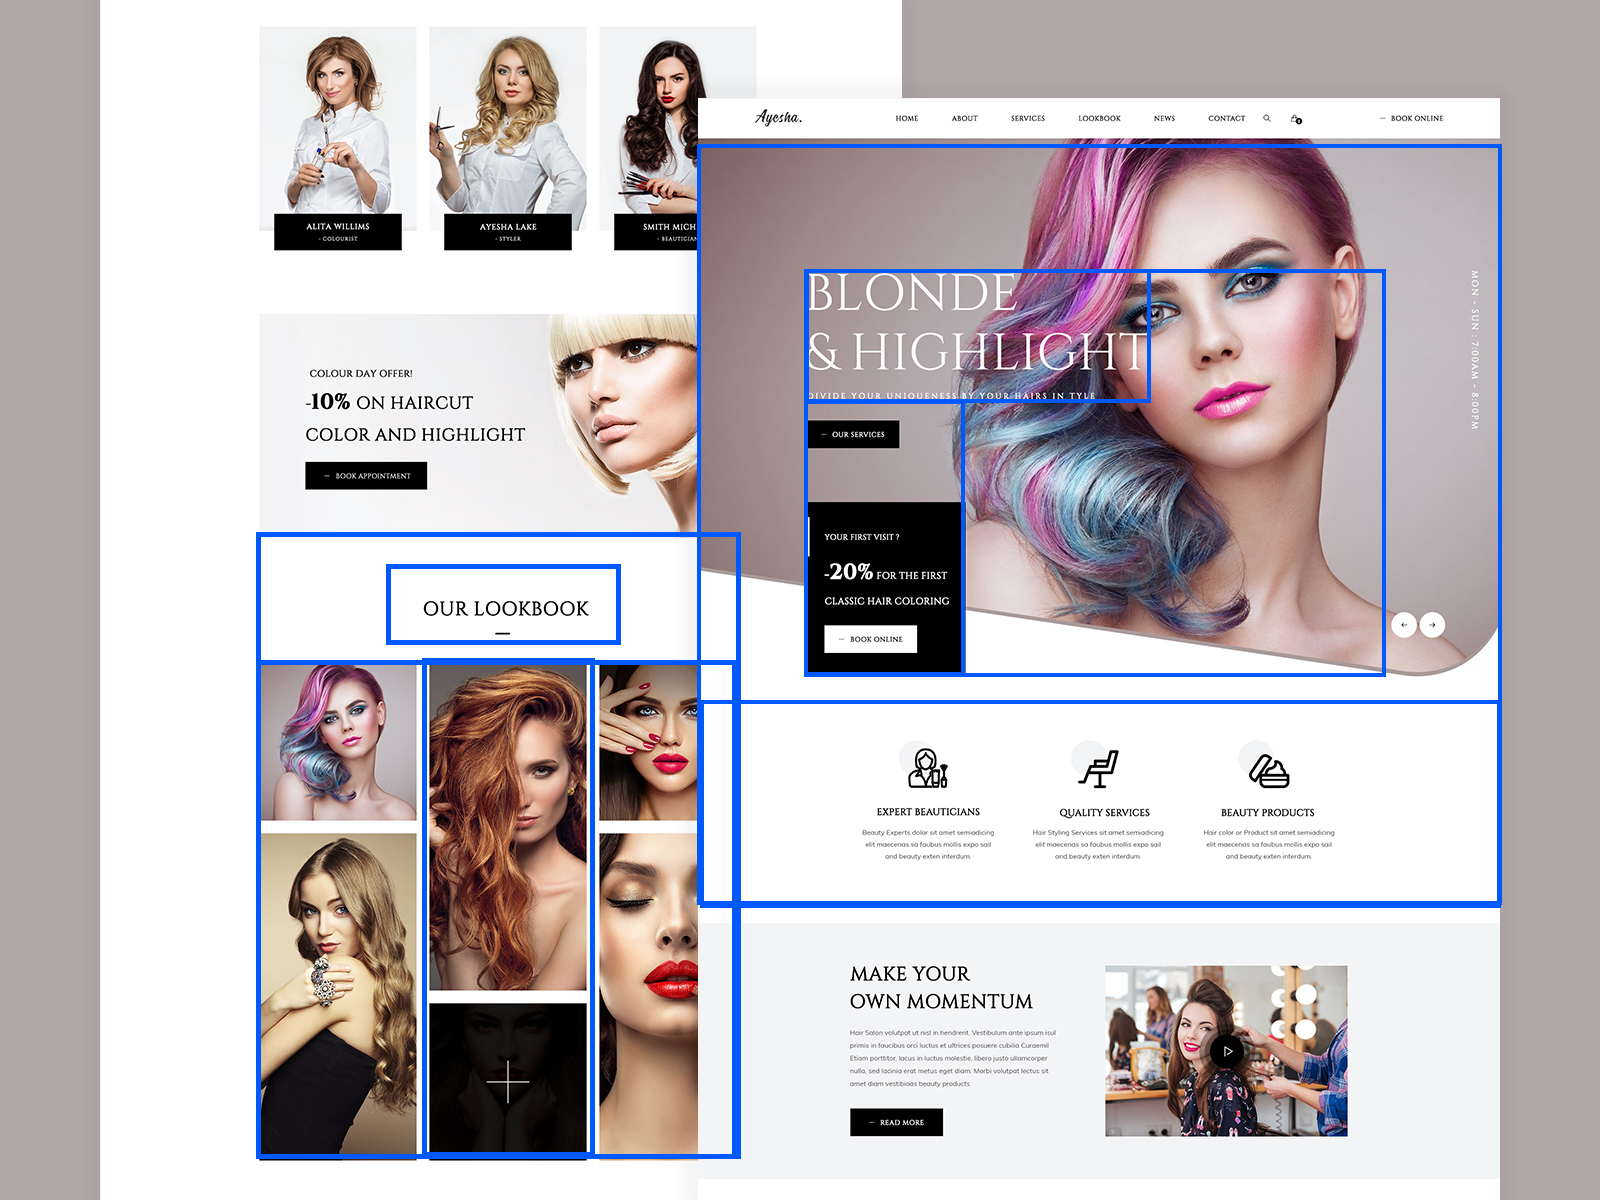 ALITA WILLIMS
- COLOURIST
AYESHA LAKE
- STYLER
SMITH MICH
- BEAUTICIAN
COLOUR DAY OFFER!
-10% ON HAIRCUT
COLOR AND HIGHLIGHT
— BOOK APPOINTMENT
OUR LOOKBOOK
Ayesha.
HOME
ABOUT
SERVICES
LOOKBOOK
NEWS
CONTACT
— BOOK ONLINE
BLONDE
& HIGHLIGHT
DIVIDE YOUR UNIQUENESS BY YOUR HAIRS IN TYLE
— OUR SERVICES
MON - SUN : 7:00AM - 8:00PM
YOUR FIRST VISIT ?
-20% FOR THE FIRST
CLASSIC HAIR COLORING
— BOOK ONLINE
EXPERT BEAUTICIANS
Beauty Experts dolor sit amet semiadicing
elit maecenas sa faubus mollis expo sail
and beauty exten interdum.
QUALITY SERVICES
Hair Styling Services sit amet semiadicing
elit maecenas sa faubus mollis expo sail
and beauty exten interdum.
BEAUTY PRODUCTS
Hair color or Product sit amet semiadicing
elit maecenas sa faubus mollis expo sail
and beauty exten interdum.
MAKE YOUR
OWN MOMENTUM
Hair Salon volutpat ut nisl in hendrerit. Vestibulum ante ipsum isul
primis in faucibus orci luctus et ultrices posuere cubilia Curaemil
Etiam porttitor, lacus in luctus molestie, libero justo ullamcorper
nulla, sed lacinia erat metus eget diam. Morbi volutpat lectus sit
amet diam vestibioas beauty products
— READ MORE